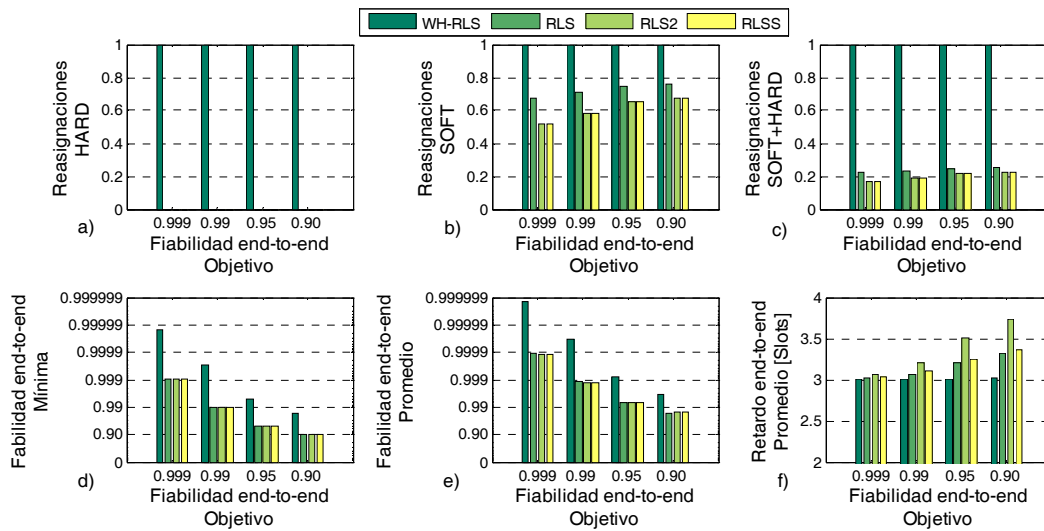 WH-RLS RLS RLS2 RLSS
Reasignaciones
HARD
1
0.8
0.6
0.4
0.2
0
0.999 0.99 0.95 0.90
a)
Fiabilidad end-to-end
Objetivo
Reasignaciones
SOFT
1
0.8
0.6
0.4
0.2
0
0.999 0.99 0.95 0.90
b)
Fiabilidad end-to-end
Objetivo
Reasignaciones
SOFT+HARD
1
0.8
0.6
0.4
0.2
0
0.999 0.99 0.95 0.90
c)
Fiabilidad end-to-end
Objetivo
Fabilidad end-to-end
Mínima
0.999999
0.99999
0.9999
0.999
0.99
0.90
0
0.999 0.99 0.95 0.90
d)
Fiabilidad end-to-end
Objetivo
Fabilidad end-to-end
Promedio
0.999999
0.99999
0.9999
0.999
0.99
0.90
0
0.999 0.99 0.95 0.90
e)
Fiabilidad end-to-end
Objetivo
Retardo end-to-end
Promedio [Slots]
4
3.5
3
2.5
2
0.999 0.99 0.95 0.90
f)
Fiabilidad end-to-end
Objetivo